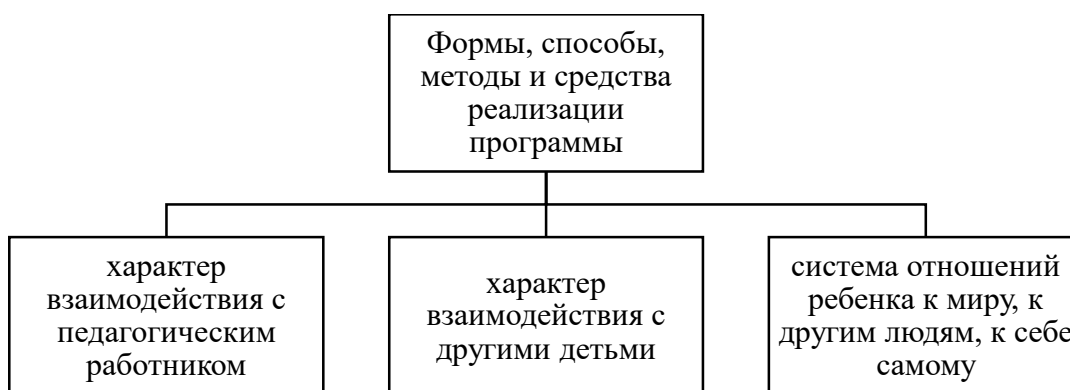 Формы, способы,
методы и средства
реализации
программы
характер
взаимодействия с
педагогическим
работником
характер
взаимодействия с
другими детьми
система отношений
ребенка к миру, к
другим людям, к себе
самому